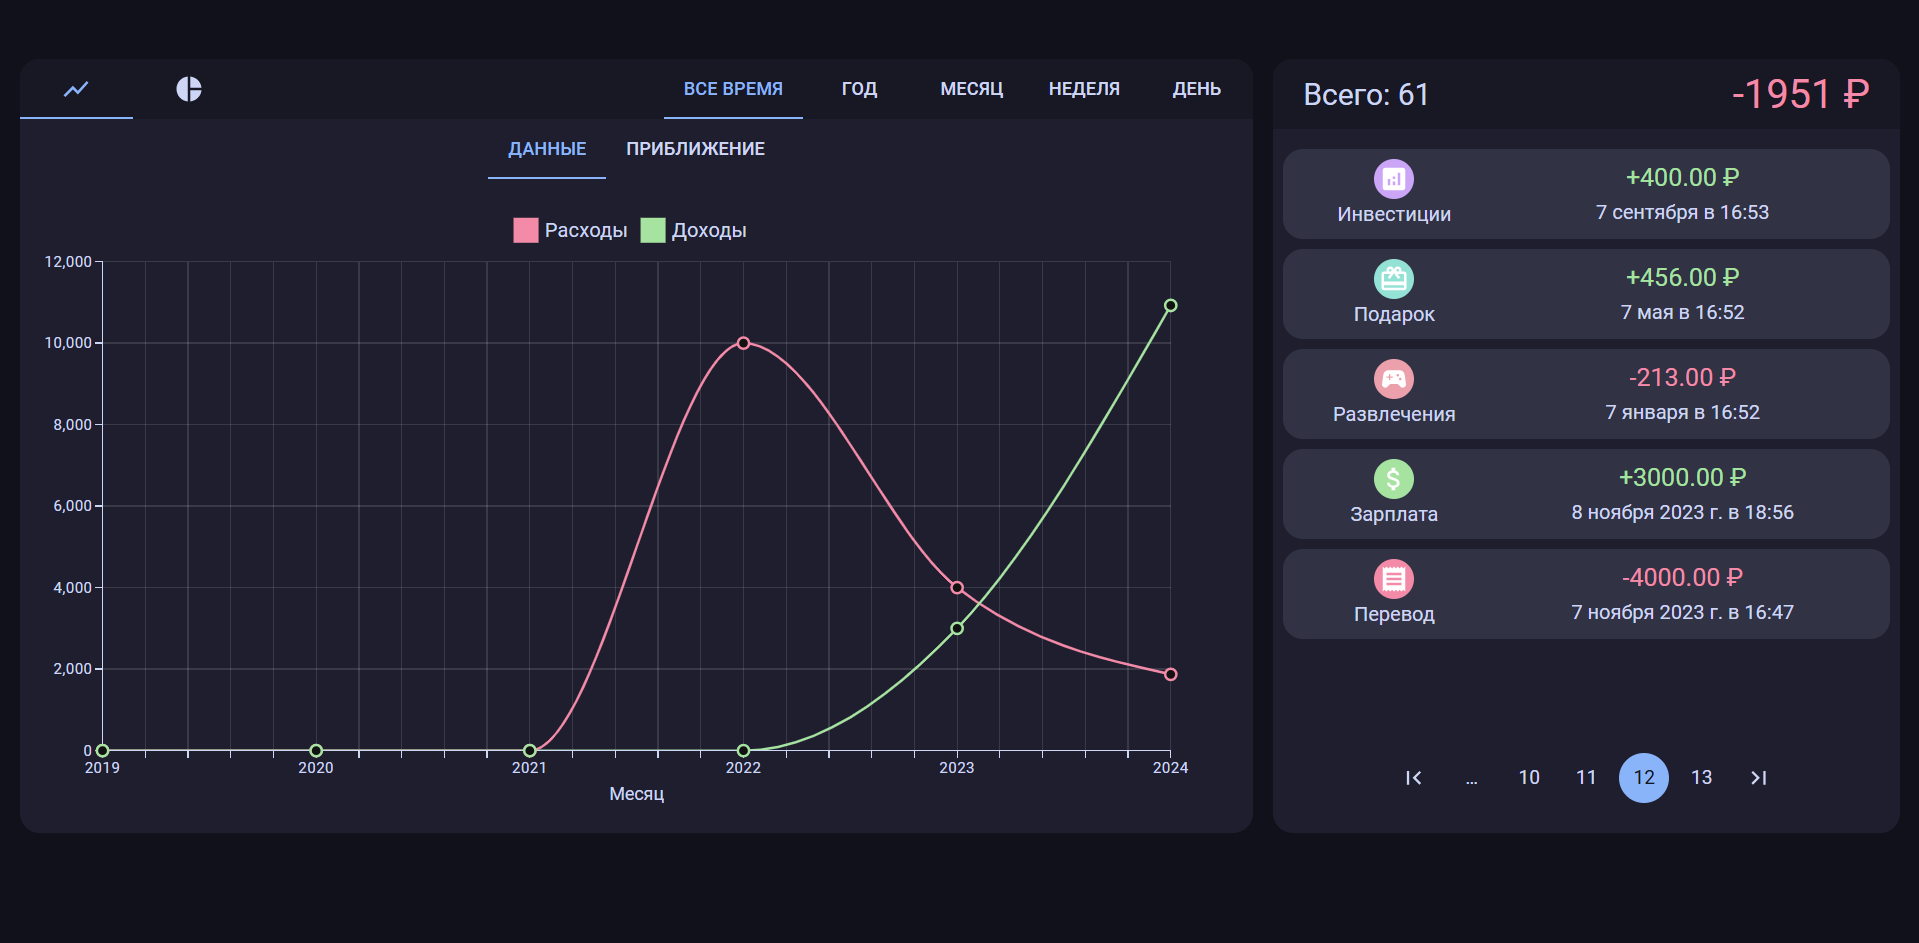 ВСЕ ВРЕМЯ ГОД МЕСЯЦ НЕДЕЛЯ ДЕНЬ
ДАННЫЕ ПРИБЛИЖЕНИЕ
Расходы Доходы
12,000
10,000
8,000
6,000
4,000
2,000
0
2019 2020 2021 2022 2023 2024
Месяц
Всего: 61 -1951 ₽
+400.00 ₽
Инвестиции 7 сентября в 16:53
+456.00 ₽
Подарок 7 мая в 16:52
-213.00 ₽
Развлечения 7 января в 16:52
+3000.00 ₽
Зарплата 8 ноября 2023 г. в 18:56
-4000.00 ₽
Перевод 7 ноября 2023 г. в 16:47
... 10 11 12 13